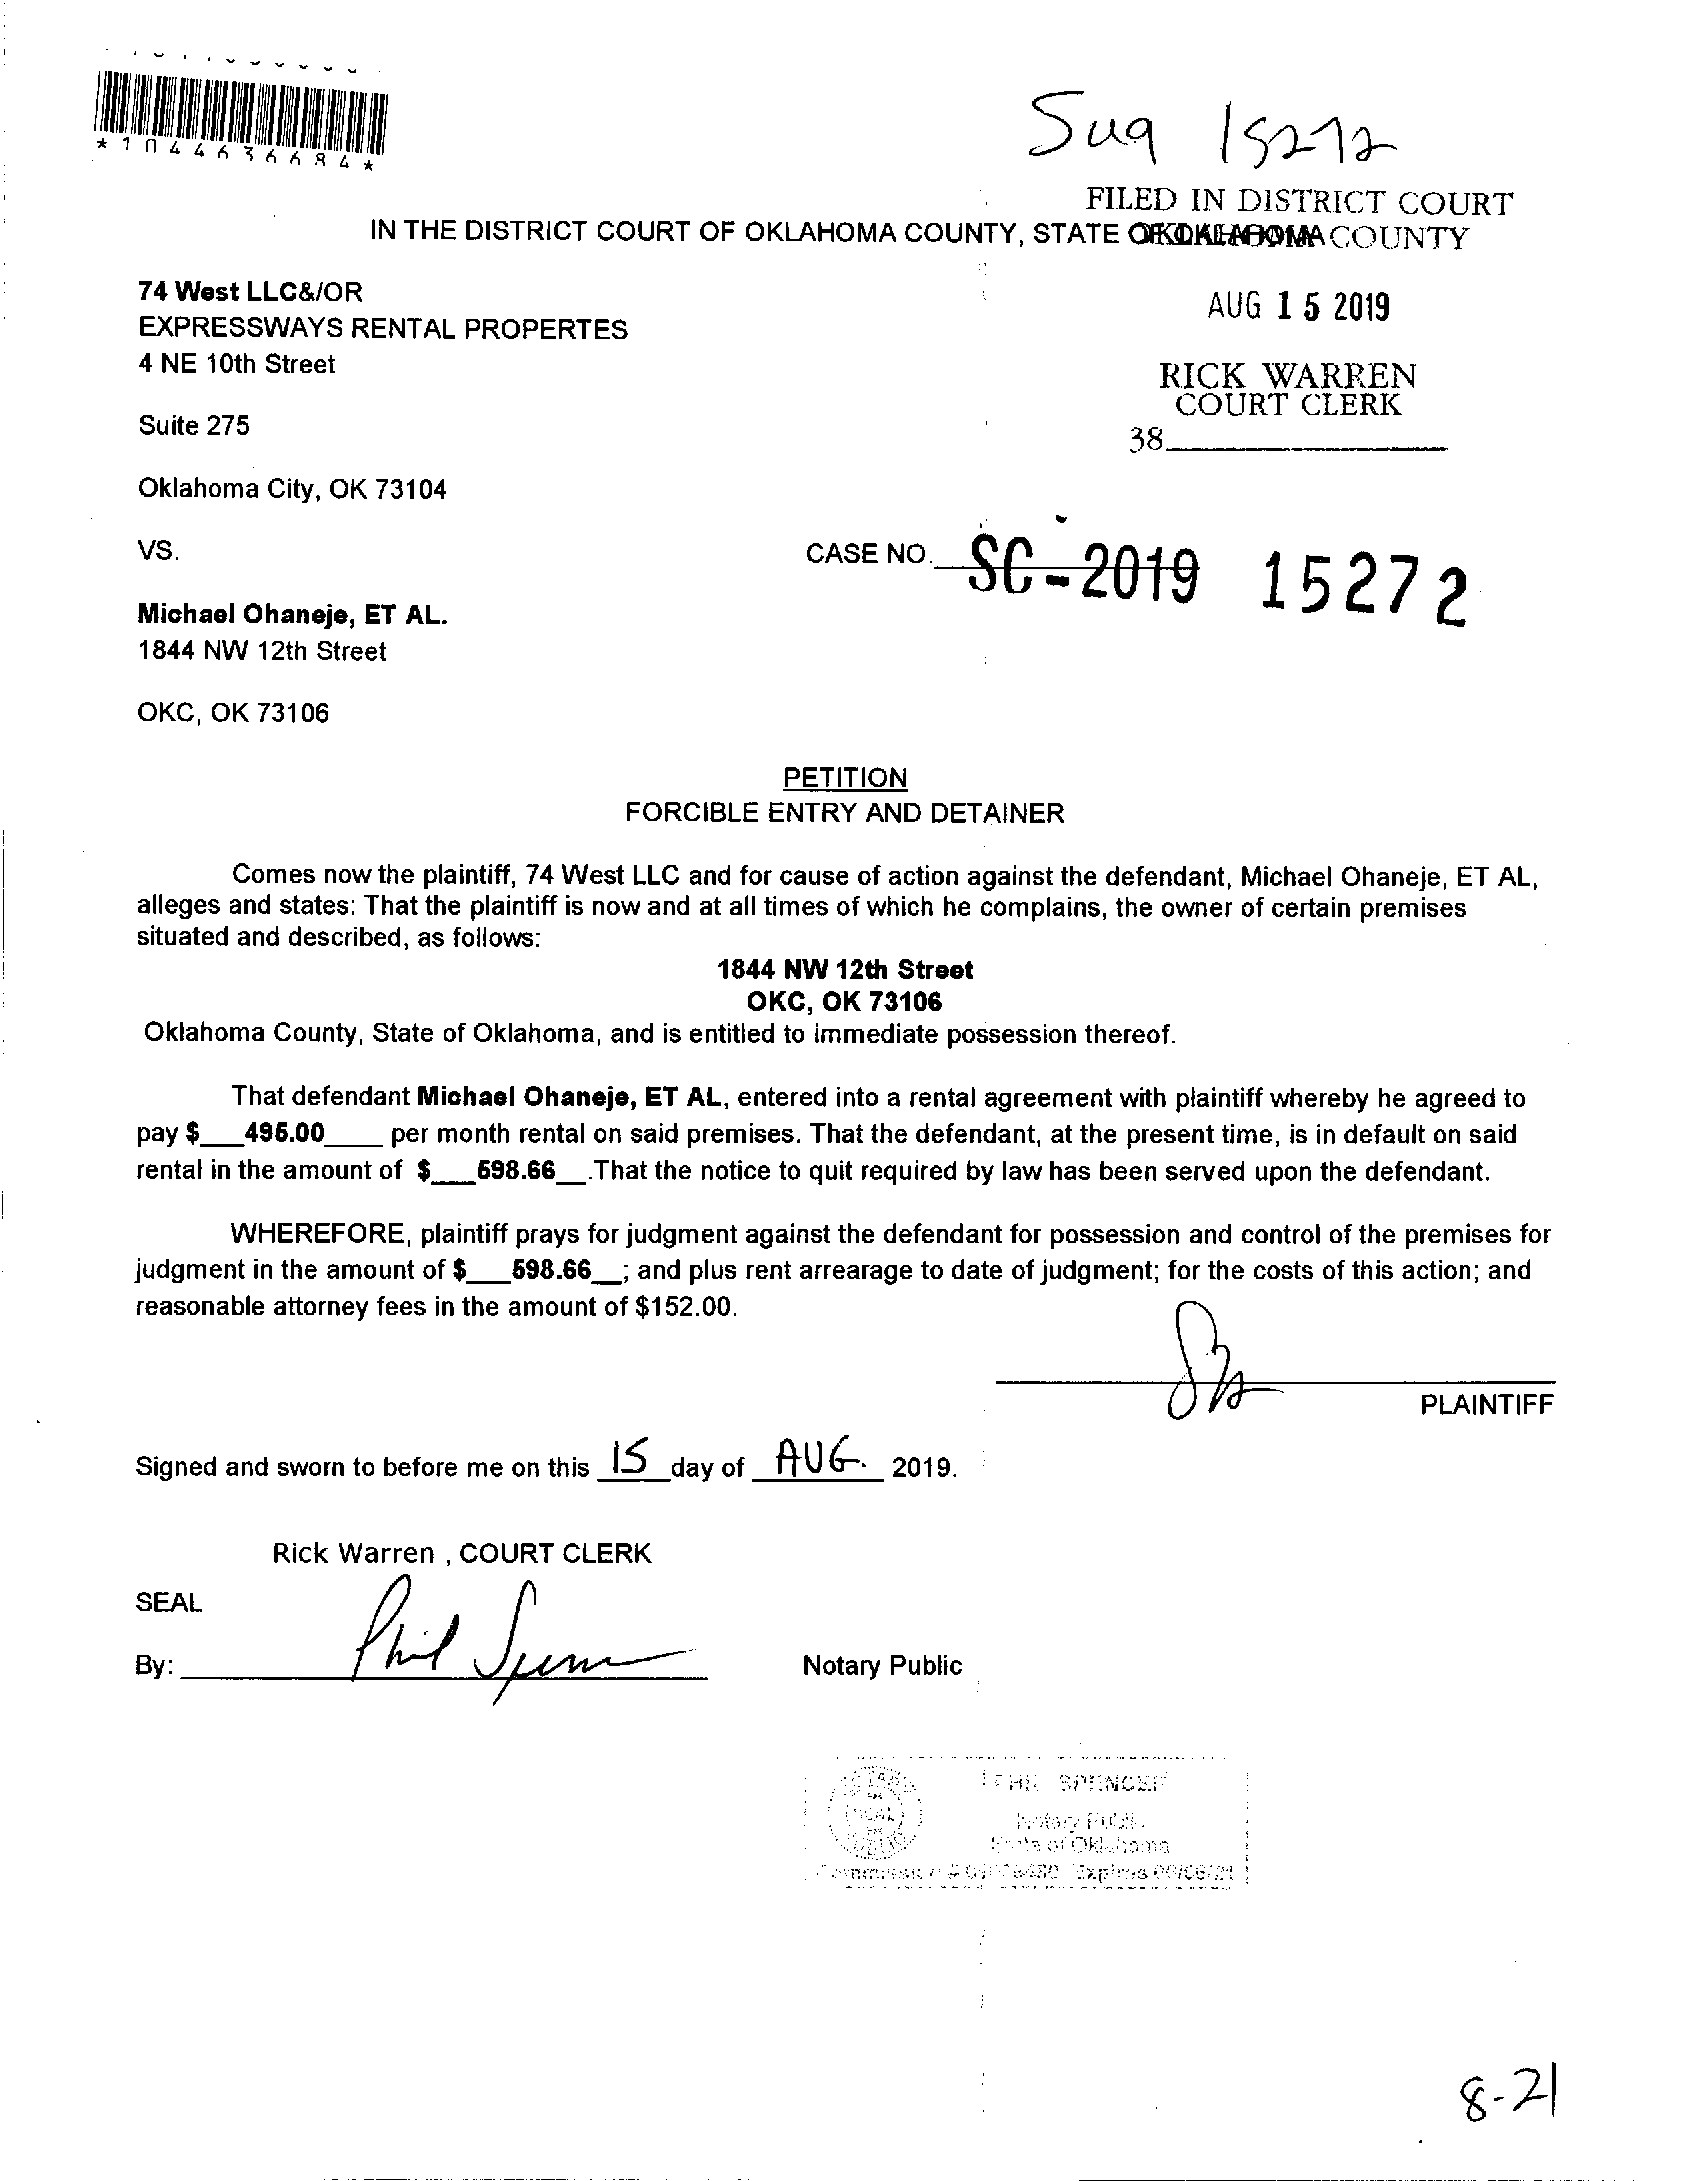 *1044636684*
IN THE DISTRICT COURT OF OKLAHOMA COUNTY, STATE OF OKLAHOMA
FILED IN DISTRICT COURT
OKLAHOMA COUNTY
AUG 15 2019
RICK WARREN
COURT CLERK
38
74 West LLC&/OR
EXPRESSWAYS RENTAL PROPERTES
4 NE 10th Street
Suite 275
Oklahoma City, OK 73104
VS.
CASE NO. SC-2019 15272
Michael Ohaneje, ET AL.
1844 NW 12th Street
OKC, OK 73106
PETITION
FORCIBLE ENTRY AND DETAINER
Comes now the plaintiff, 74 West LLC and for cause of action against the defendant, Michael Ohaneje, ET AL,
alleges and states: That the plaintiff is now and at all times of which he complains, the owner of certain premises
situated and described, as follows:
1844 NW 12th Street
OKC, OK 73106
Oklahoma County, State of Oklahoma, and is entitled to immediate possession thereof.
That defendant Michael Ohaneje, ET AL, entered into a rental agreement with plaintiff whereby he agreed to
pay $___495.00____ per month rental on said premises. That the defendant, at the present time, is in default on said
rental in the amount of $___598.66__.That the notice to quit required by law has been served upon the defendant.
WHEREFORE, plaintiff prays for judgment against the defendant for possession and control of the premises for
judgment in the amount of $___598.66__; and plus rent arrearage to date of judgment; for the costs of this action; and
reasonable attorney fees in the amount of $152.00.
PLAINTIFF
Signed and sworn to before me on this 15 day of AUG. 2019.
Rick Warren , COURT CLERK
SEAL
By: Notary Public
PHIL SPENCER
Notary Public
State of Oklahoma
8-21